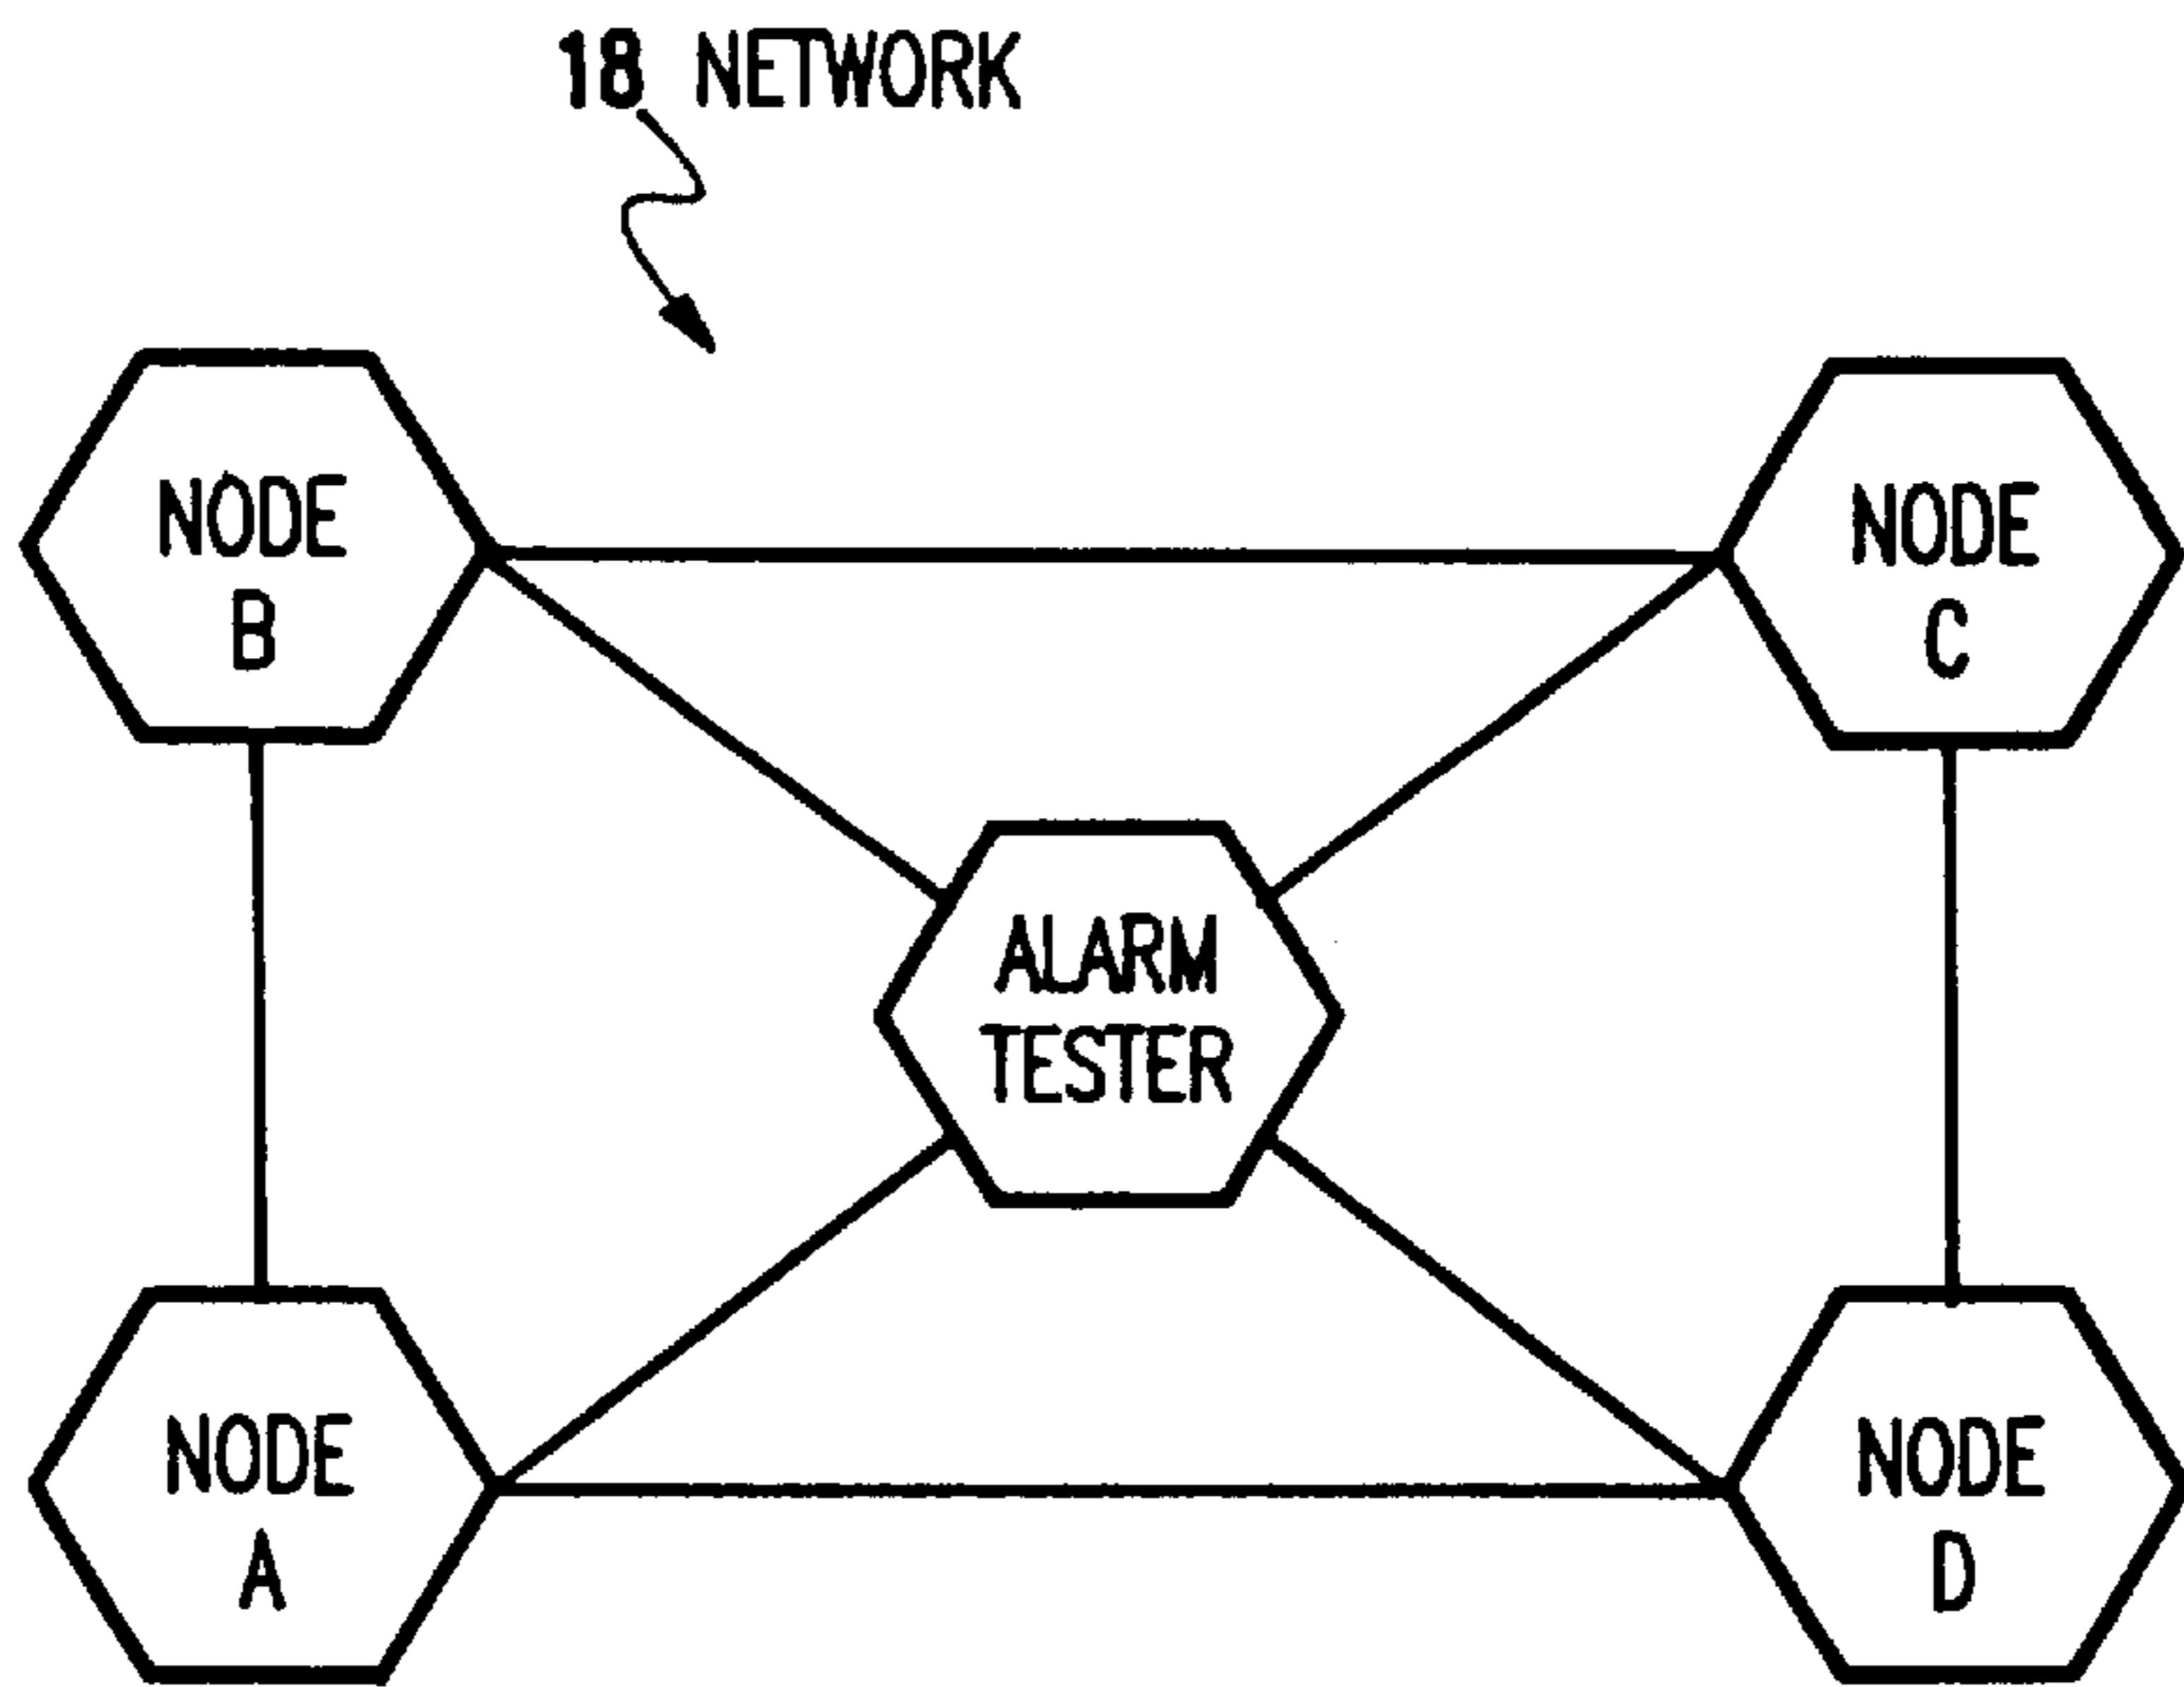 18 NETWORK
NODE
B
NODE
C
ALARM
TESTER
NODE
A
NODE
D